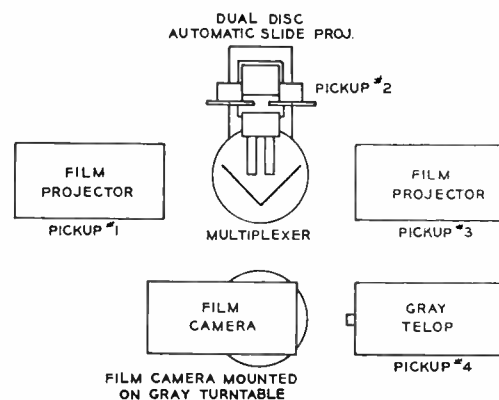 DUAL DISC
AUTOMATIC SLIDE PROJ.
PICKUP #2
FILM
PROJECTOR
PICKUP #1
MULTIPLEXER
FILM
PROJECTOR
PICKUP #3
FILM
CAMERA
GRAY
TELOP
PICKUP #4
FILM CAMERA MOUNTED
ON GRAY TURNTABLE